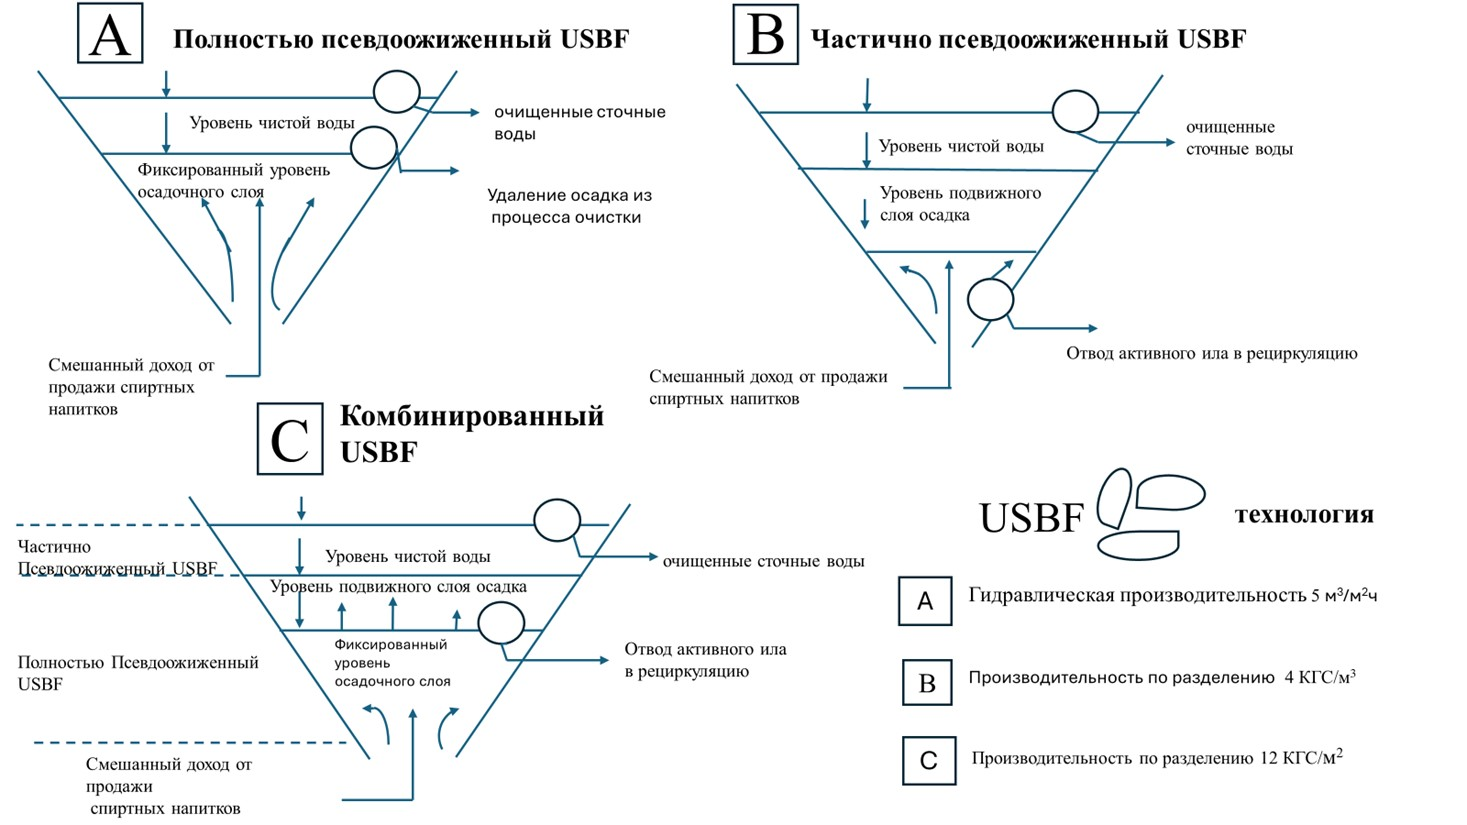 A
Полностью псевдоожиженный USBF
очищенные сточные
воды
Уровень чистой воды
Фиксированный уровень
осадочного слоя
Удаление осадка из
процесса очистки
Смешанный доход от
продажи спиртных
напитков
B
Частично псевдоожиженный USBF
очищенные
сточные воды
Уровень чистой воды
Уровень подвижного
слоя осадка
Отвод активного ила в рециркуляцию
Смешанный доход от продажи
спиртных напитков
C
Комбинированный
USBF
Частично
Псевдоожиженный USBF
Уровень чистой воды
очищенные сточные воды
Уровень подвижного слоя осадка
Фиксированный
уровень
осадочного слоя
Отвод активного ила
в рециркуляцию
Полностью Псевдоожиженный
USBF
Смешанный доход от
продажи
спиртных напитков
USBF технология
A Гидравлическая производительность 5 м³/м²ч
B Производительность по разделению 4 КГС/м³
C Производительность по разделению 12 КГС/м²